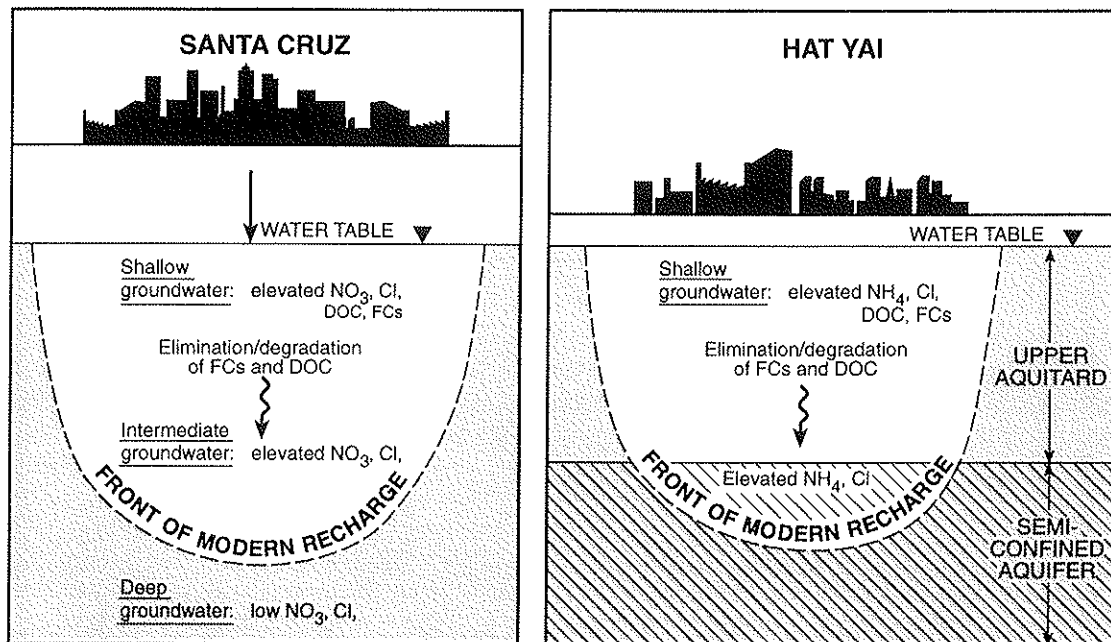 SANTA CRUZ
WATER TABLE
Shallow
groundwater: elevated NO3, Cl,
DOC, FCs
Elimination/degradation
of FCs and DOC
Intermediate
groundwater: elevated NO3, Cl,
FRONT OF MODERN RECHARGE
Deep
groundwater: low NO3, Cl,
HAT YAI
WATER TABLE
Shallow
groundwater: elevated NH4, Cl,
DOC, FCs
Elimination/degradation
of FCs and DOC
UPPER
AQUITARD
Elevated NH4, Cl
FRONT OF MODERN RECHARGE
SEMI-
CONFINED
AQUIFER